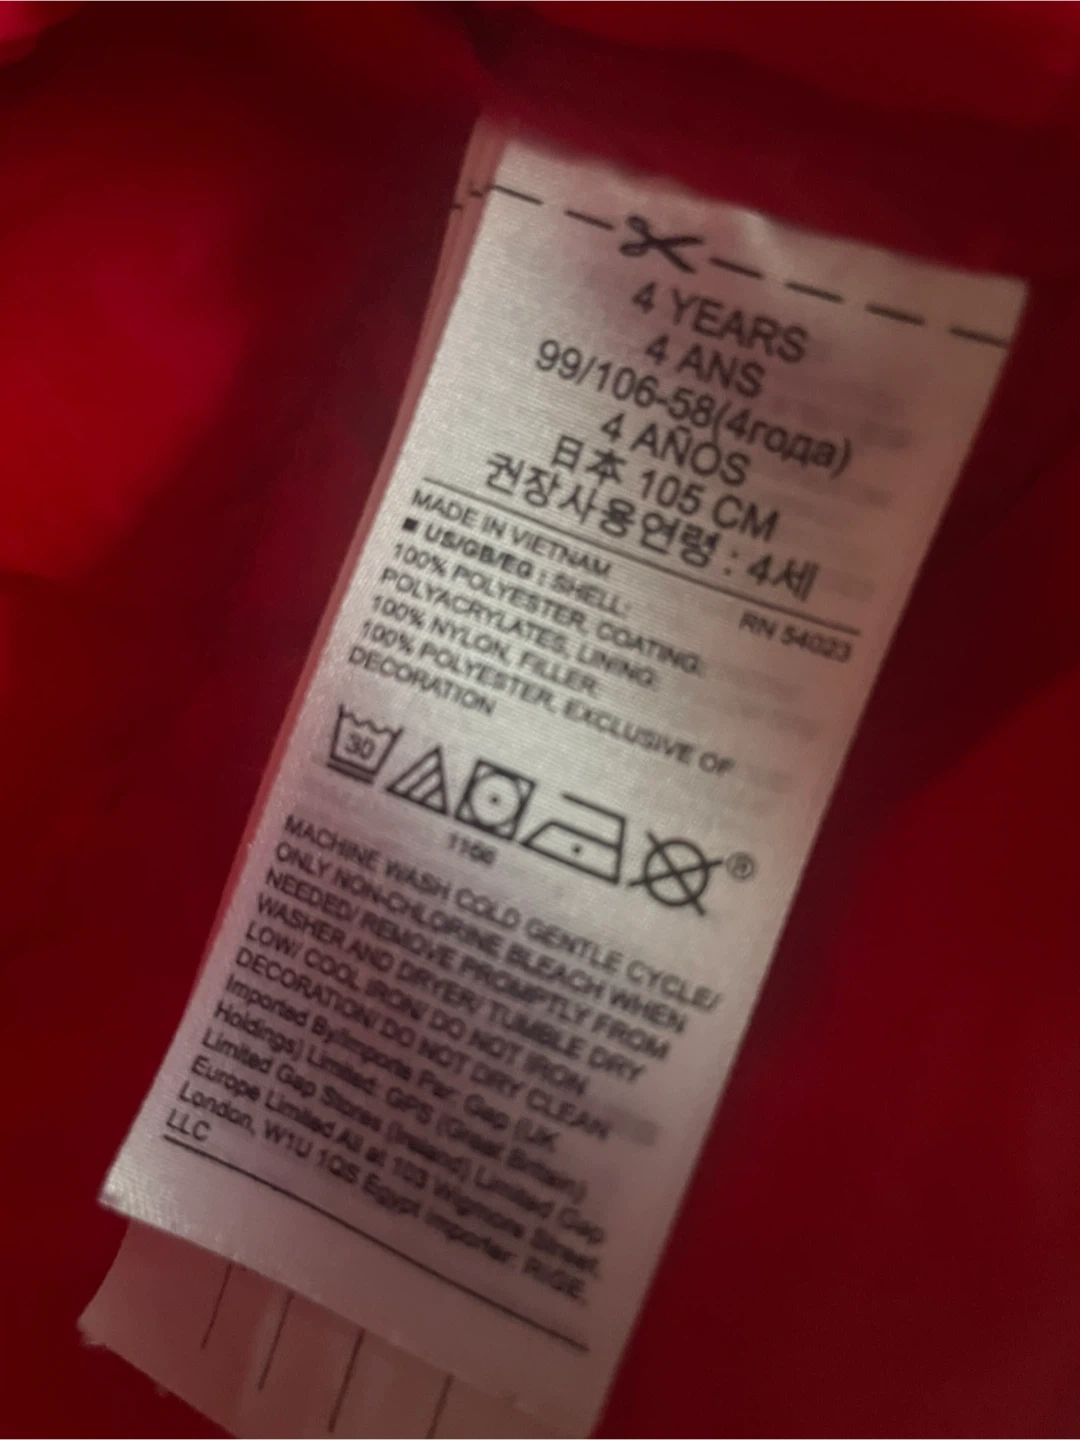 4 YEARS
4 ANS
99/106-58(4года)
4 AÑOS
日本 105 CM
권장사용연령 : 4세
MADE IN VIETNAM
RN 54023
■ US/GB/EG : SHELL:
100% POLYESTER, COATING:
POLYACRYLATES, LINING:
100% NYLON, FILLER:
100% POLYESTER, EXCLUSIVE OF
DECORATION
30
®
MACHINE WASH COLD GENTLE CYCLE/
ONLY NON-CHLORINE BLEACH WHEN
NEEDED/ REMOVE PROMPTLY FROM
WASHER AND DRYER/ TUMBLE DRY
LOW/ COOL IRON/ DO NOT IRON
DECORATION/ DO NOT DRY CLEAN
Imported By/Importe Par: Gap (UK
Holdings) Limited. GPS (Great Britain)
Limited Gap Stores (Ireland) Limited Gap
Europe Limited All at 103 Wigmore Street,
London, W1U 1QS Egypt Importer: RIGE,
LLC